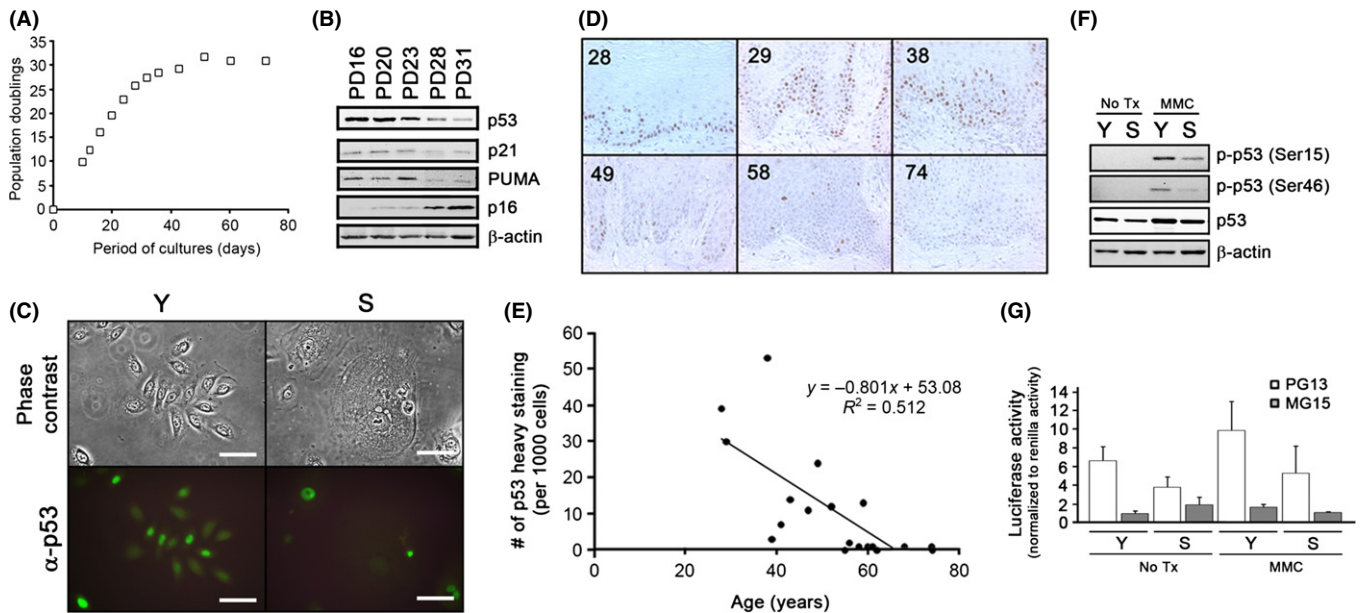 (A)
35
30
25
20
15
10
5
0
Population doublings
0 20 40 60 80
Period of cultures (days)
(B)
PD16 PD20 PD23 PD28 PD31
p53
p21
PUMA
p16
β-actin
(C)
Y S
Phase contrast
α-p53
(D)
28 29 38
49 58 74
(E)
60
50
40
30
20
10
0
# of p53 heavy staining
(per 1000 cells)
y = –0.801x + 53.08
R² = 0.512
0 20 40 60 80
Age (years)
(F)
No Tx MMC
Y S Y S
p-p53 (Ser15)
p-p53 (Ser46)
p53
β-actin
(G)
PG13
MG15
14
12
10
8
6
4
2
0
Luciferase activity
(normalized to renilla activity)
Y S Y S
No Tx MMC